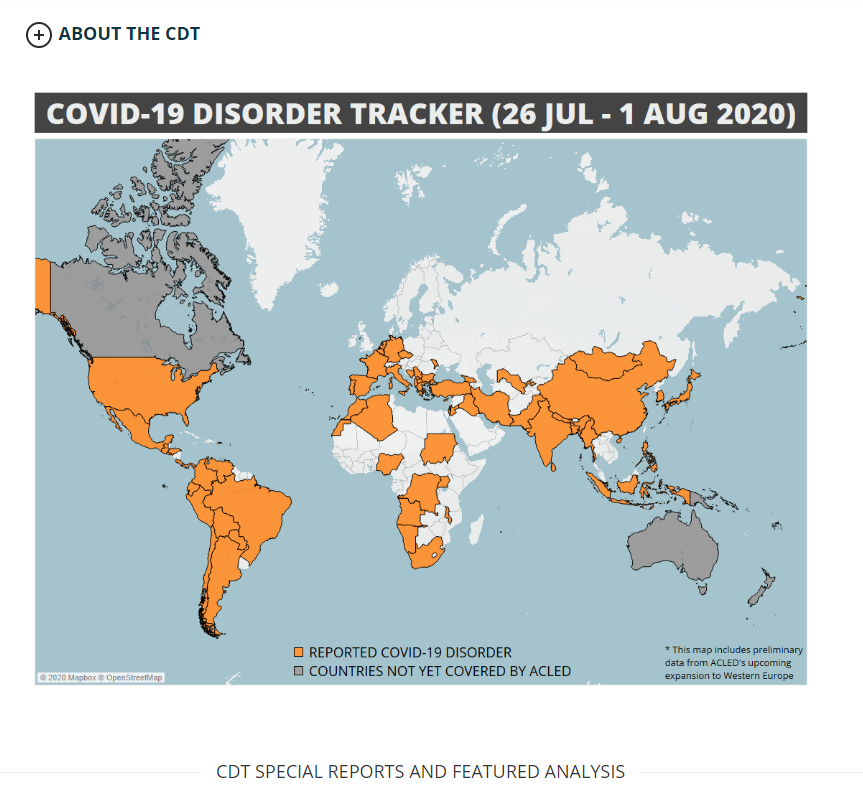 ABOUT THE CDT
COVID-19 DISORDER TRACKER (26 JUL - 1 AUG 2020)
REPORTED COVID-19 DISORDER
COUNTRIES NOT YET COVERED BY ACLED
* This map includes preliminary
data from ACLED's upcoming
expansion to Western Europe
© 2020 Mapbox © OpenStreetMap
CDT SPECIAL REPORTS AND FEATURED ANALYSIS